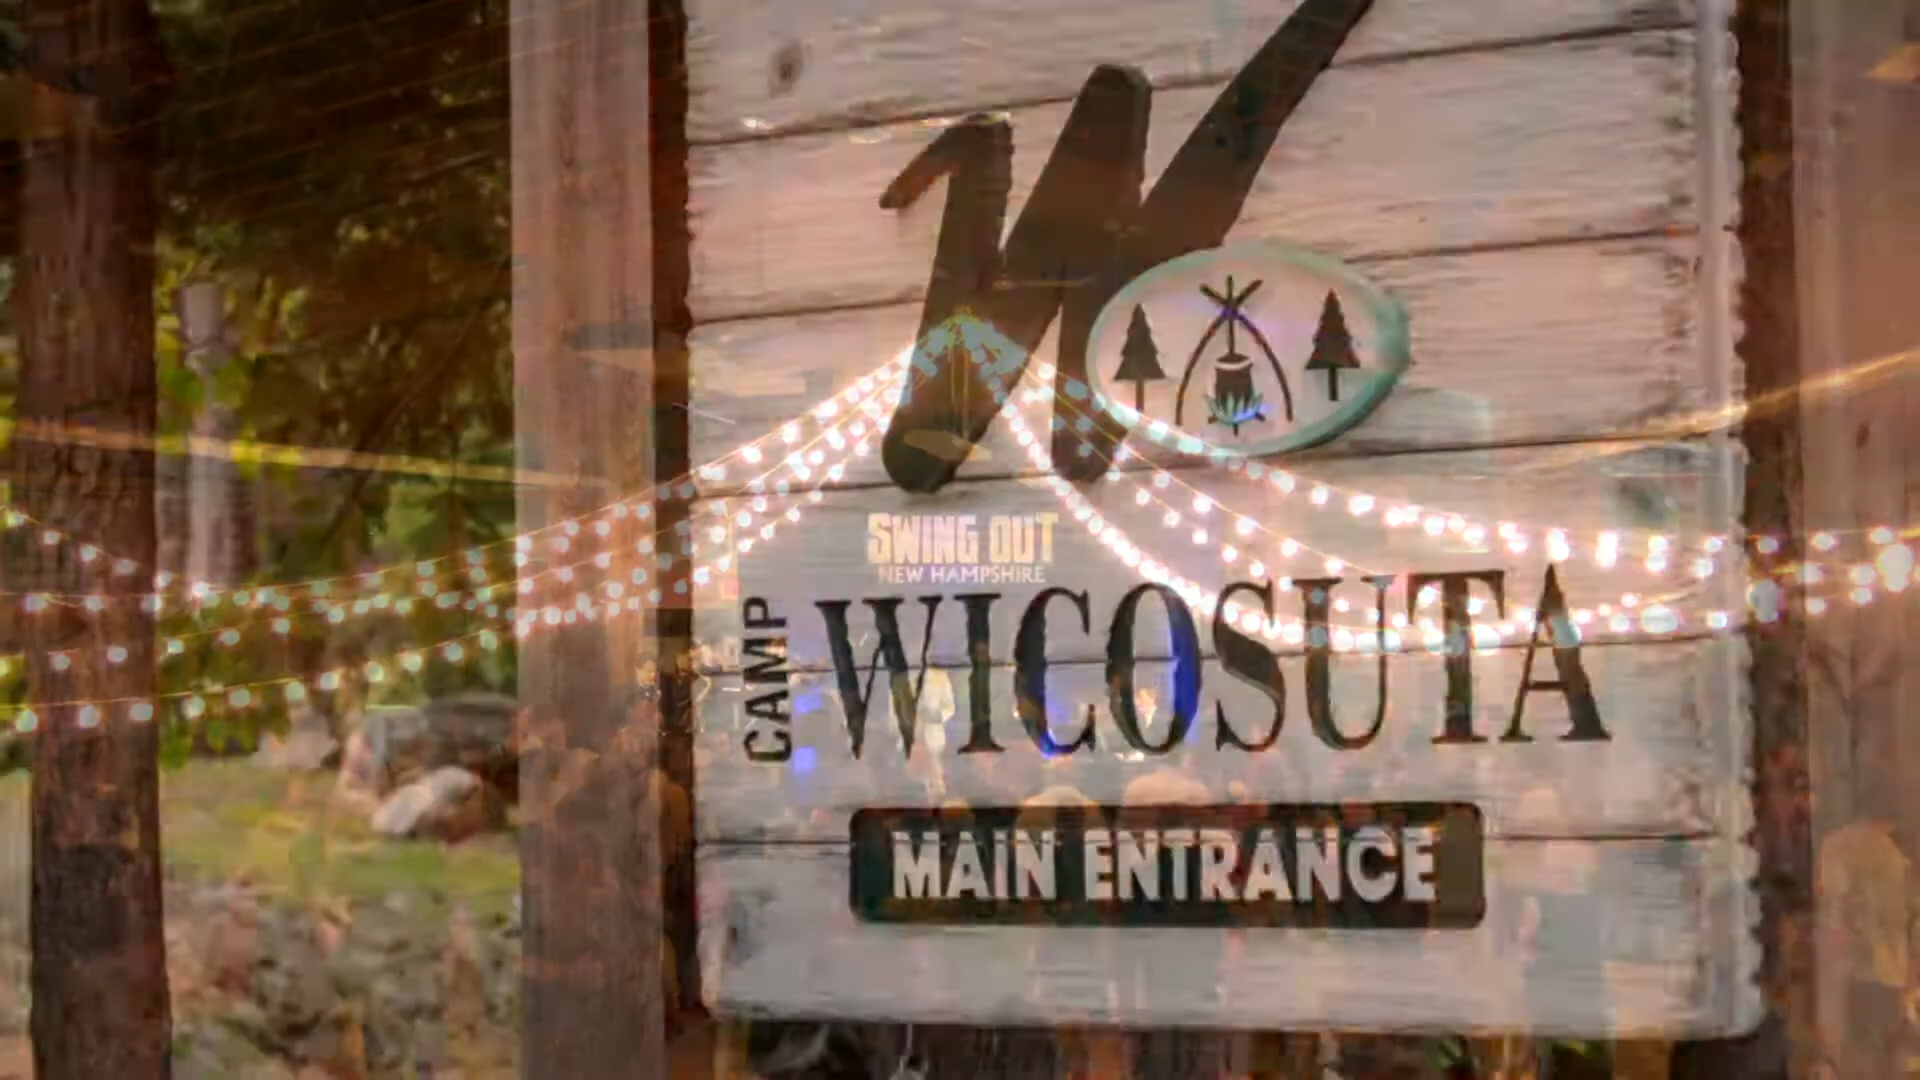 W
SWING OUT
NEW HAMPSHIRE
CAMP
WICOSUTA
MAIN ENTRANCE